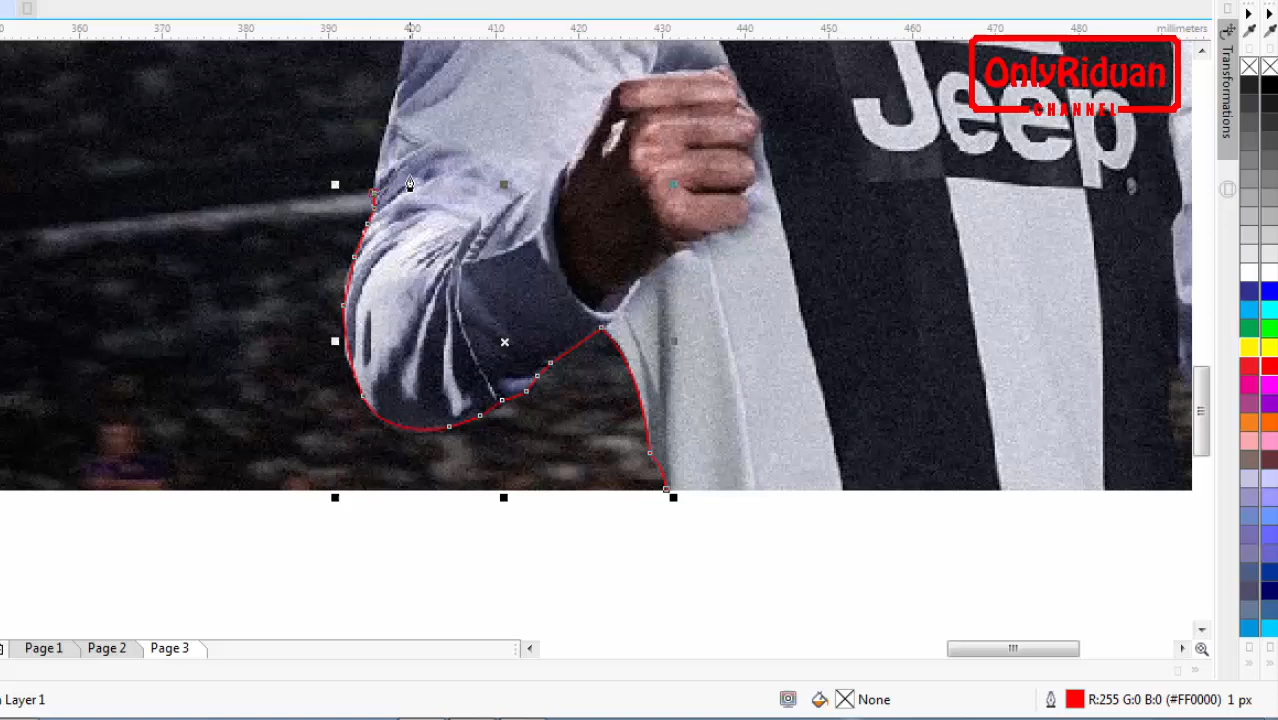 360 370 380 390 400 410 420 430 440 450 460 470 480 millimeters
OnlyRiduan
CHANNEL
Jeep
Transformations
Page 1 Page 2 Page 3
Layer 1
None
R:255 G:0 B:0 (#FF0000) 1 px